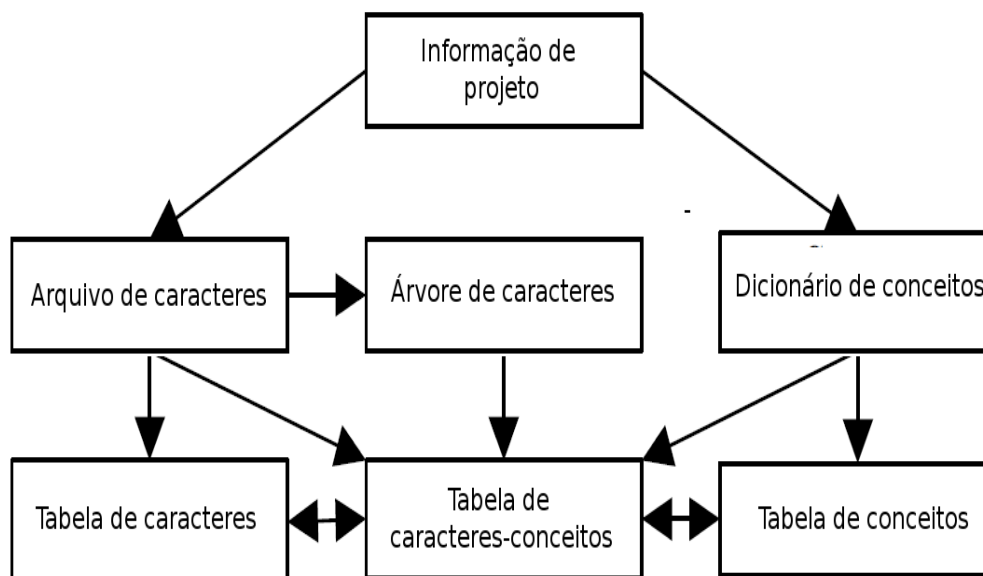 Informação de
projeto
Arquivo de caracteres
Árvore de caracteres
Dicionário de conceitos
Tabela de caracteres
Tabela de
caracteres-conceitos
Tabela de conceitos